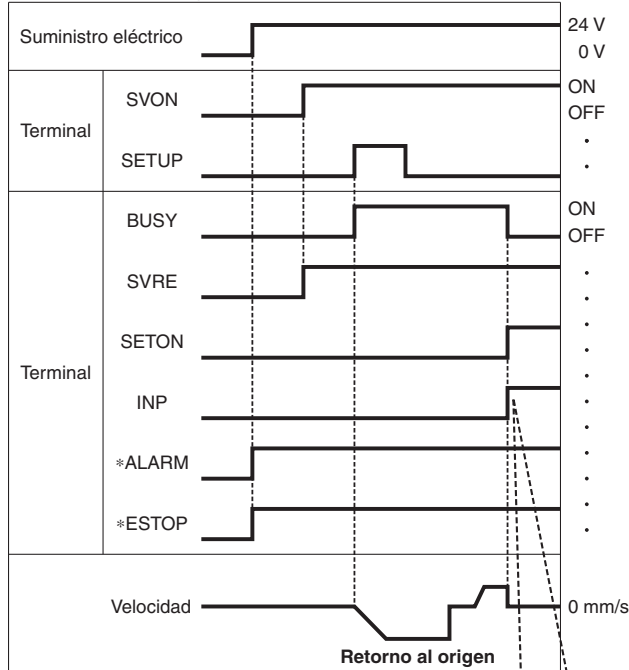 Suministro eléctrico
24 V
0 V
Terminal
SVON
ON
OFF
SETUP
Terminal
BUSY
ON
OFF
SVRE
SETON
INP
*ALARM
*ESTOP
Velocidad
0 mm/s
Retorno al origen